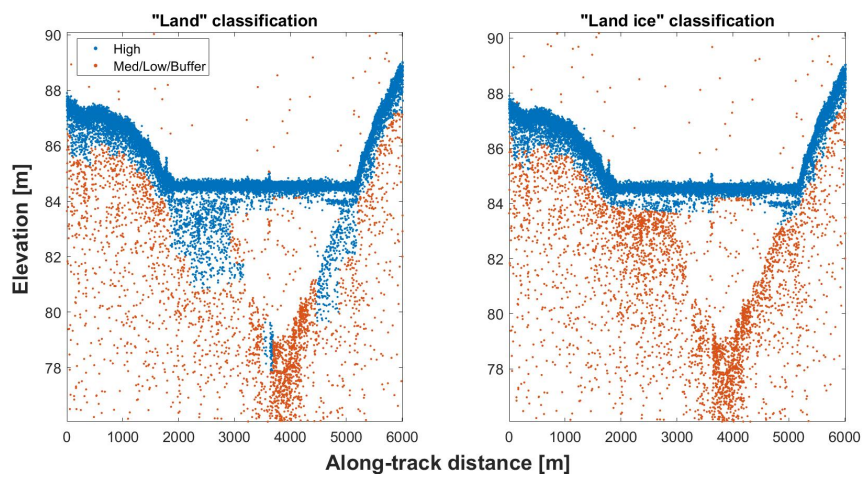 "Land" classification
"Land ice" classification
High
Med/Low/Buffer
90
88
86
84
82
80
78
0 1000 2000 3000 4000 5000 6000
90
88
86
84
82
80
78
0 1000 2000 3000 4000 5000 6000
Elevation [m]
Along-track distance [m]